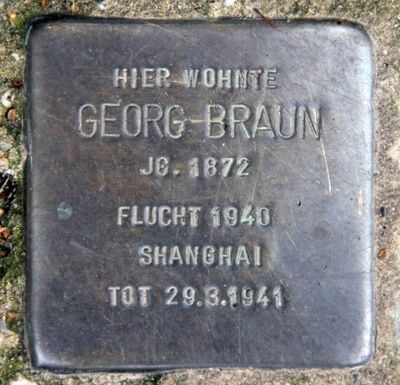 HIER WOHNTE
GEORG BRAUN
JG. 1872
FLUCHT 1940
SHANGHAI
TOT 29.3.1941